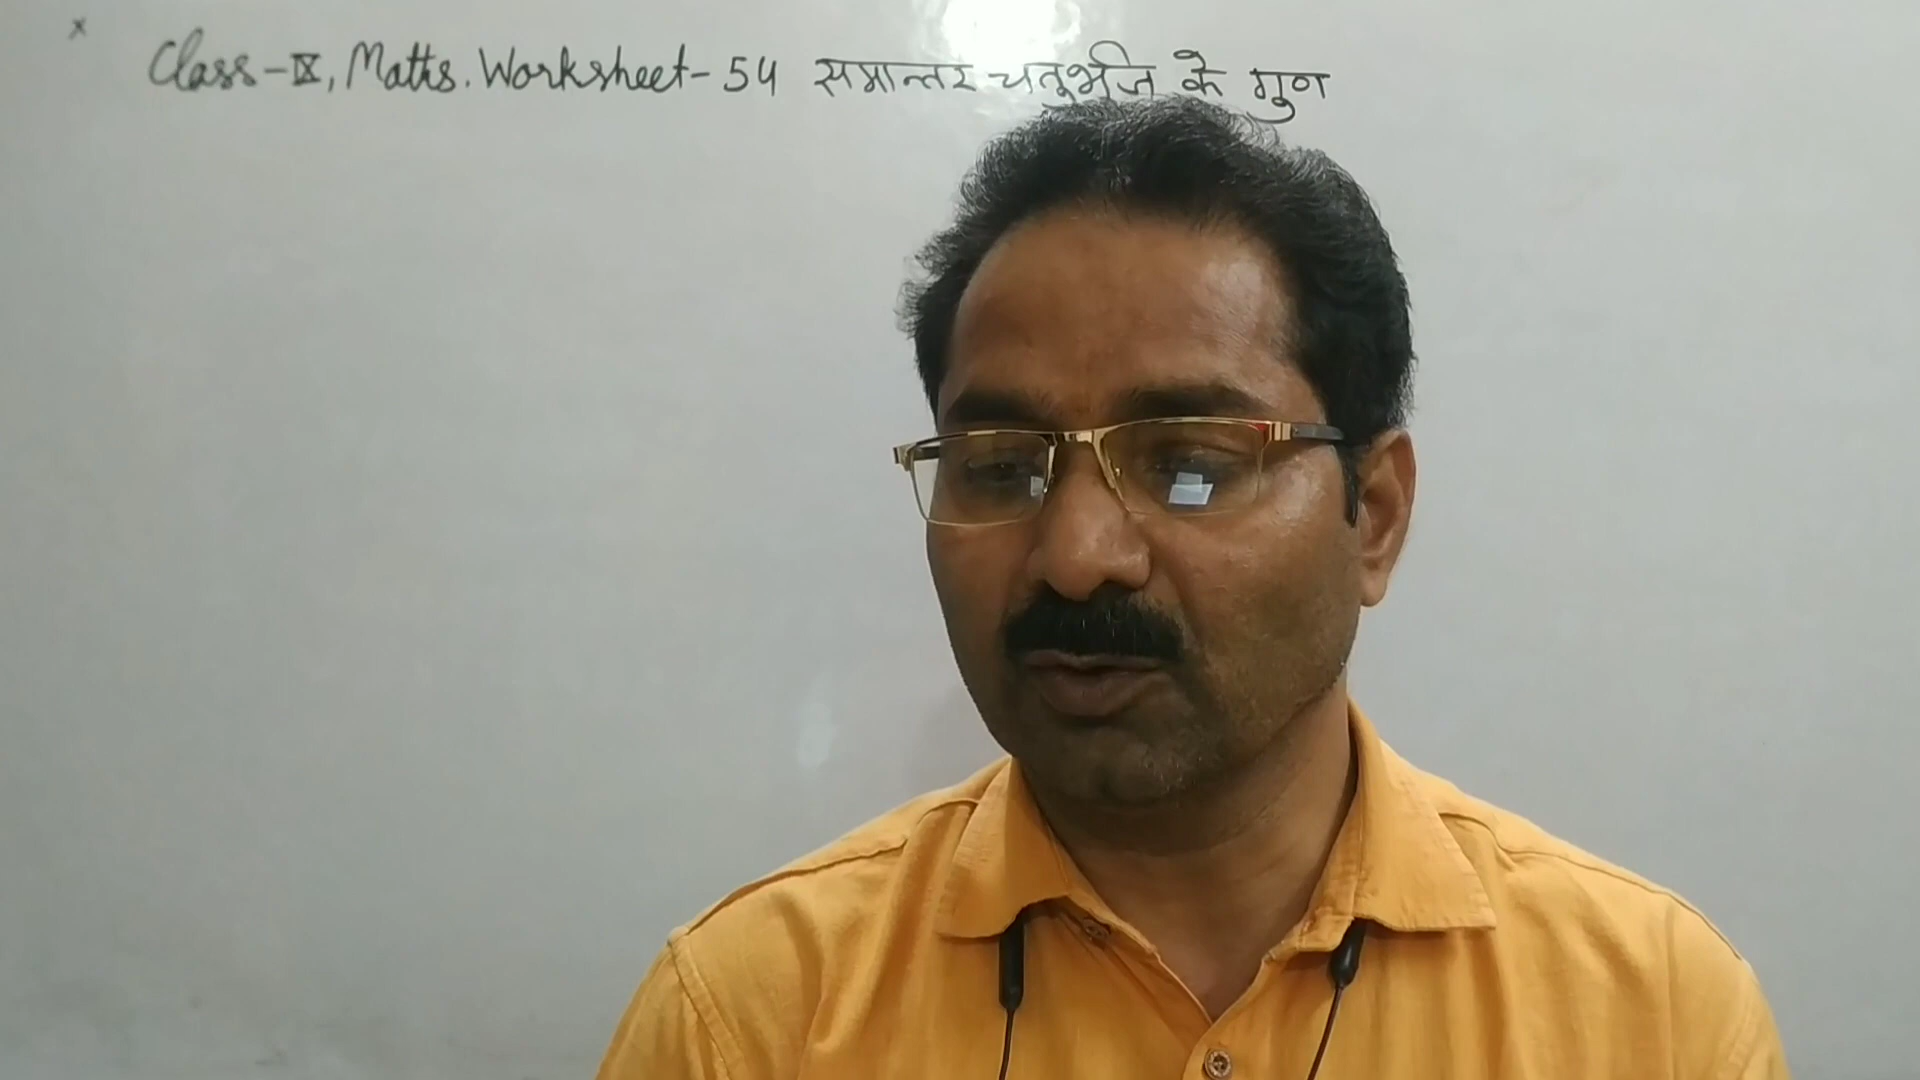 Class-IX, Maths. Worksheet-54 समान्तर चतुर्भुज के गुण